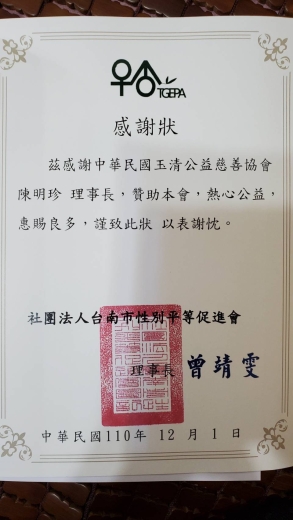 TGEPA
感謝狀
茲感謝中華民國玉清公益慈善協會
陳明珍 理事長，贊助本會，熱心公益，
惠賜良多，謹致此狀 以表謝忱。
社團法人台南市性別平等促進會
理事長 曾靖雯
中華民國110年 12 月 1 日